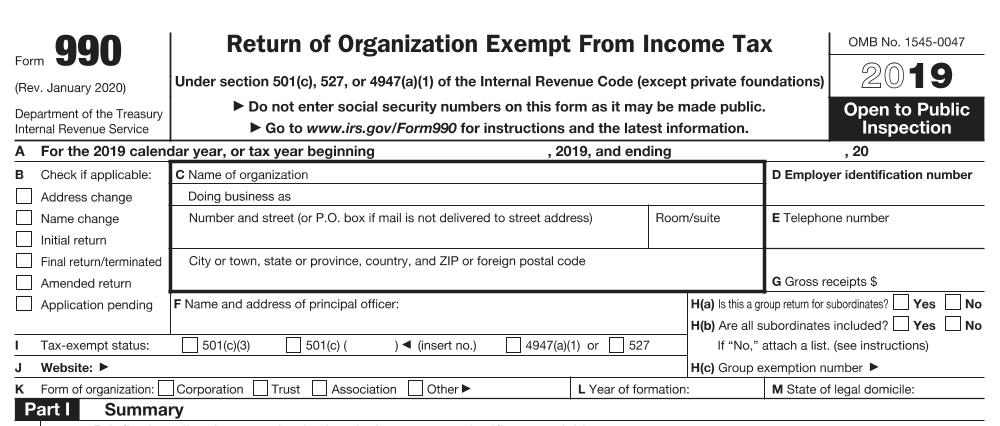 Form 990
(Rev. January 2020)
Department of the Treasury
Internal Revenue Service
Return of Organization Exempt From Income Tax
Under section 501(c), 527, or 4947(a)(1) of the Internal Revenue Code (except private foundations)
▶ Do not enter social security numbers on this form as it may be made public.
▶ Go to www.irs.gov/Form990 for instructions and the latest information.
OMB No. 1545-0047
2019
Open to Public
Inspection
A For the 2019 calendar year, or tax year beginning , 2019, and ending , 20
B Check if applicable:
Address change
Name change
Initial return
Final return/terminated
Amended return
Application pending
C Name of organization
Doing business as
Number and street (or P.O. box if mail is not delivered to street address) Room/suite
City or town, state or province, country, and ZIP or foreign postal code
D Employer identification number
E Telephone number
G Gross receipts $
F Name and address of principal officer:
H(a) Is this a group return for subordinates? Yes No
H(b) Are all subordinates included? Yes No
If “No,” attach a list. (see instructions)
H(c) Group exemption number ▶
I Tax-exempt status: 501(c)(3) 501(c) ( ) ◀ (insert no.) 4947(a)(1) or 527
J Website: ▶
K Form of organization: Corporation Trust Association Other ▶ L Year of formation: M State of legal domicile:
Part I Summary